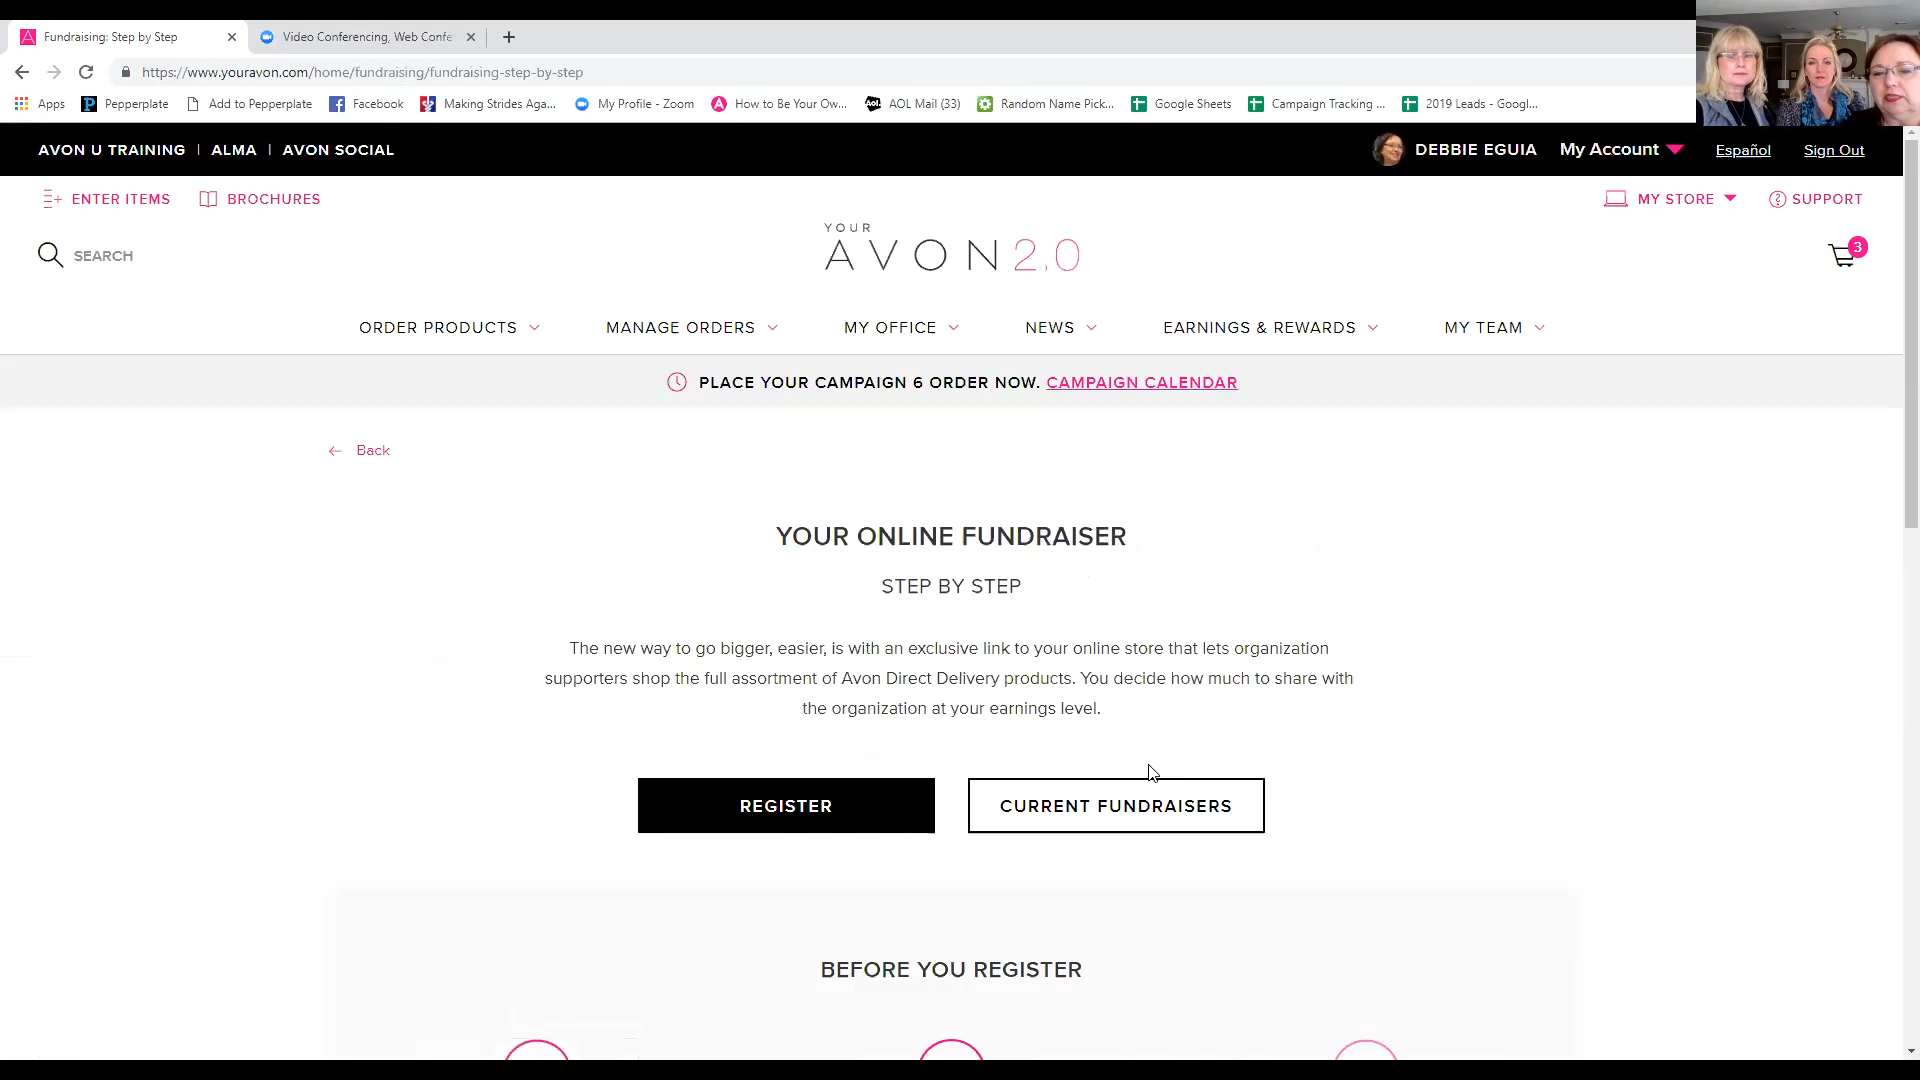 Fundraising: Step by Step
Video Conferencing, Web Confe
https://www.youravon.com/home/fundraising/fundraising-step-by-step
Apps Pepperplate Add to Pepperplate Facebook Making Strides Aga... My Profile - Zoom How to Be Your Ow... AOL Mail (33) Random Name Pick... Google Sheets Campaign Tracking ... 2019 Leads - Googl...
AVON U TRAINING | ALMA | AVON SOCIAL
DEBBIE EGUIA My Account Español Sign Out
ENTER ITEMS BROCHURES
MY STORE SUPPORT
SEARCH
YOUR
AVON 2.0
3
ORDER PRODUCTS MANAGE ORDERS MY OFFICE NEWS EARNINGS & REWARDS MY TEAM
PLACE YOUR CAMPAIGN 6 ORDER NOW. CAMPAIGN CALENDAR
Back
YOUR ONLINE FUNDRAISER
STEP BY STEP
The new way to go bigger, easier, is with an exclusive link to your online store that lets organization
supporters shop the full assortment of Avon Direct Delivery products. You decide how much to share with
the organization at your earnings level.
REGISTER CURRENT FUNDRAISERS
BEFORE YOU REGISTER